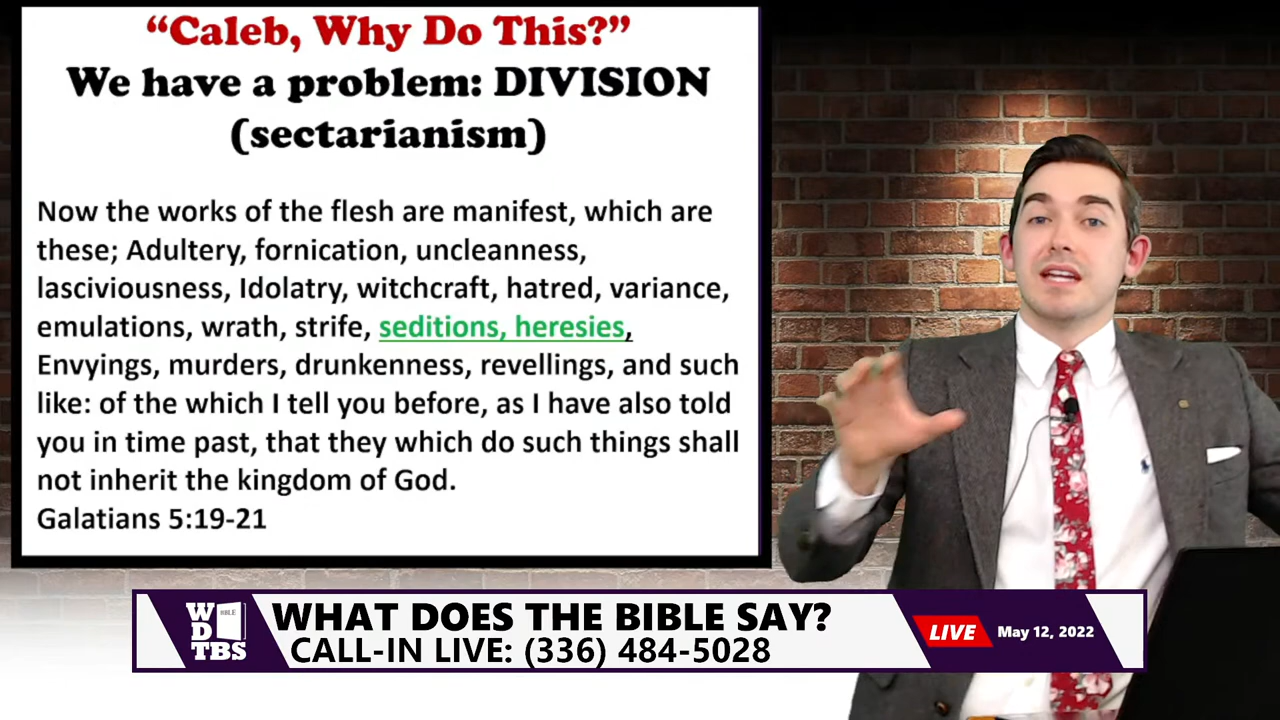 “Caleb, Why Do This?”
We have a problem: DIVISION
(sectarianism)
Now the works of the flesh are manifest, which are
these; Adultery, fornication, uncleanness,
lasciviousness, Idolatry, witchcraft, hatred, variance,
emulations, wrath, strife, seditions, heresies,
Envyings, murders, drunkenness, revellings, and such
like: of the which I tell you before, as I have also told
you in time past, that they which do such things shall
not inherit the kingdom of God.
Galatians 5:19-21
W
D
TBS
BIBLE
WHAT DOES THE BIBLE SAY?
CALL-IN LIVE: (336) 484-5028
LIVE
May 12, 2022